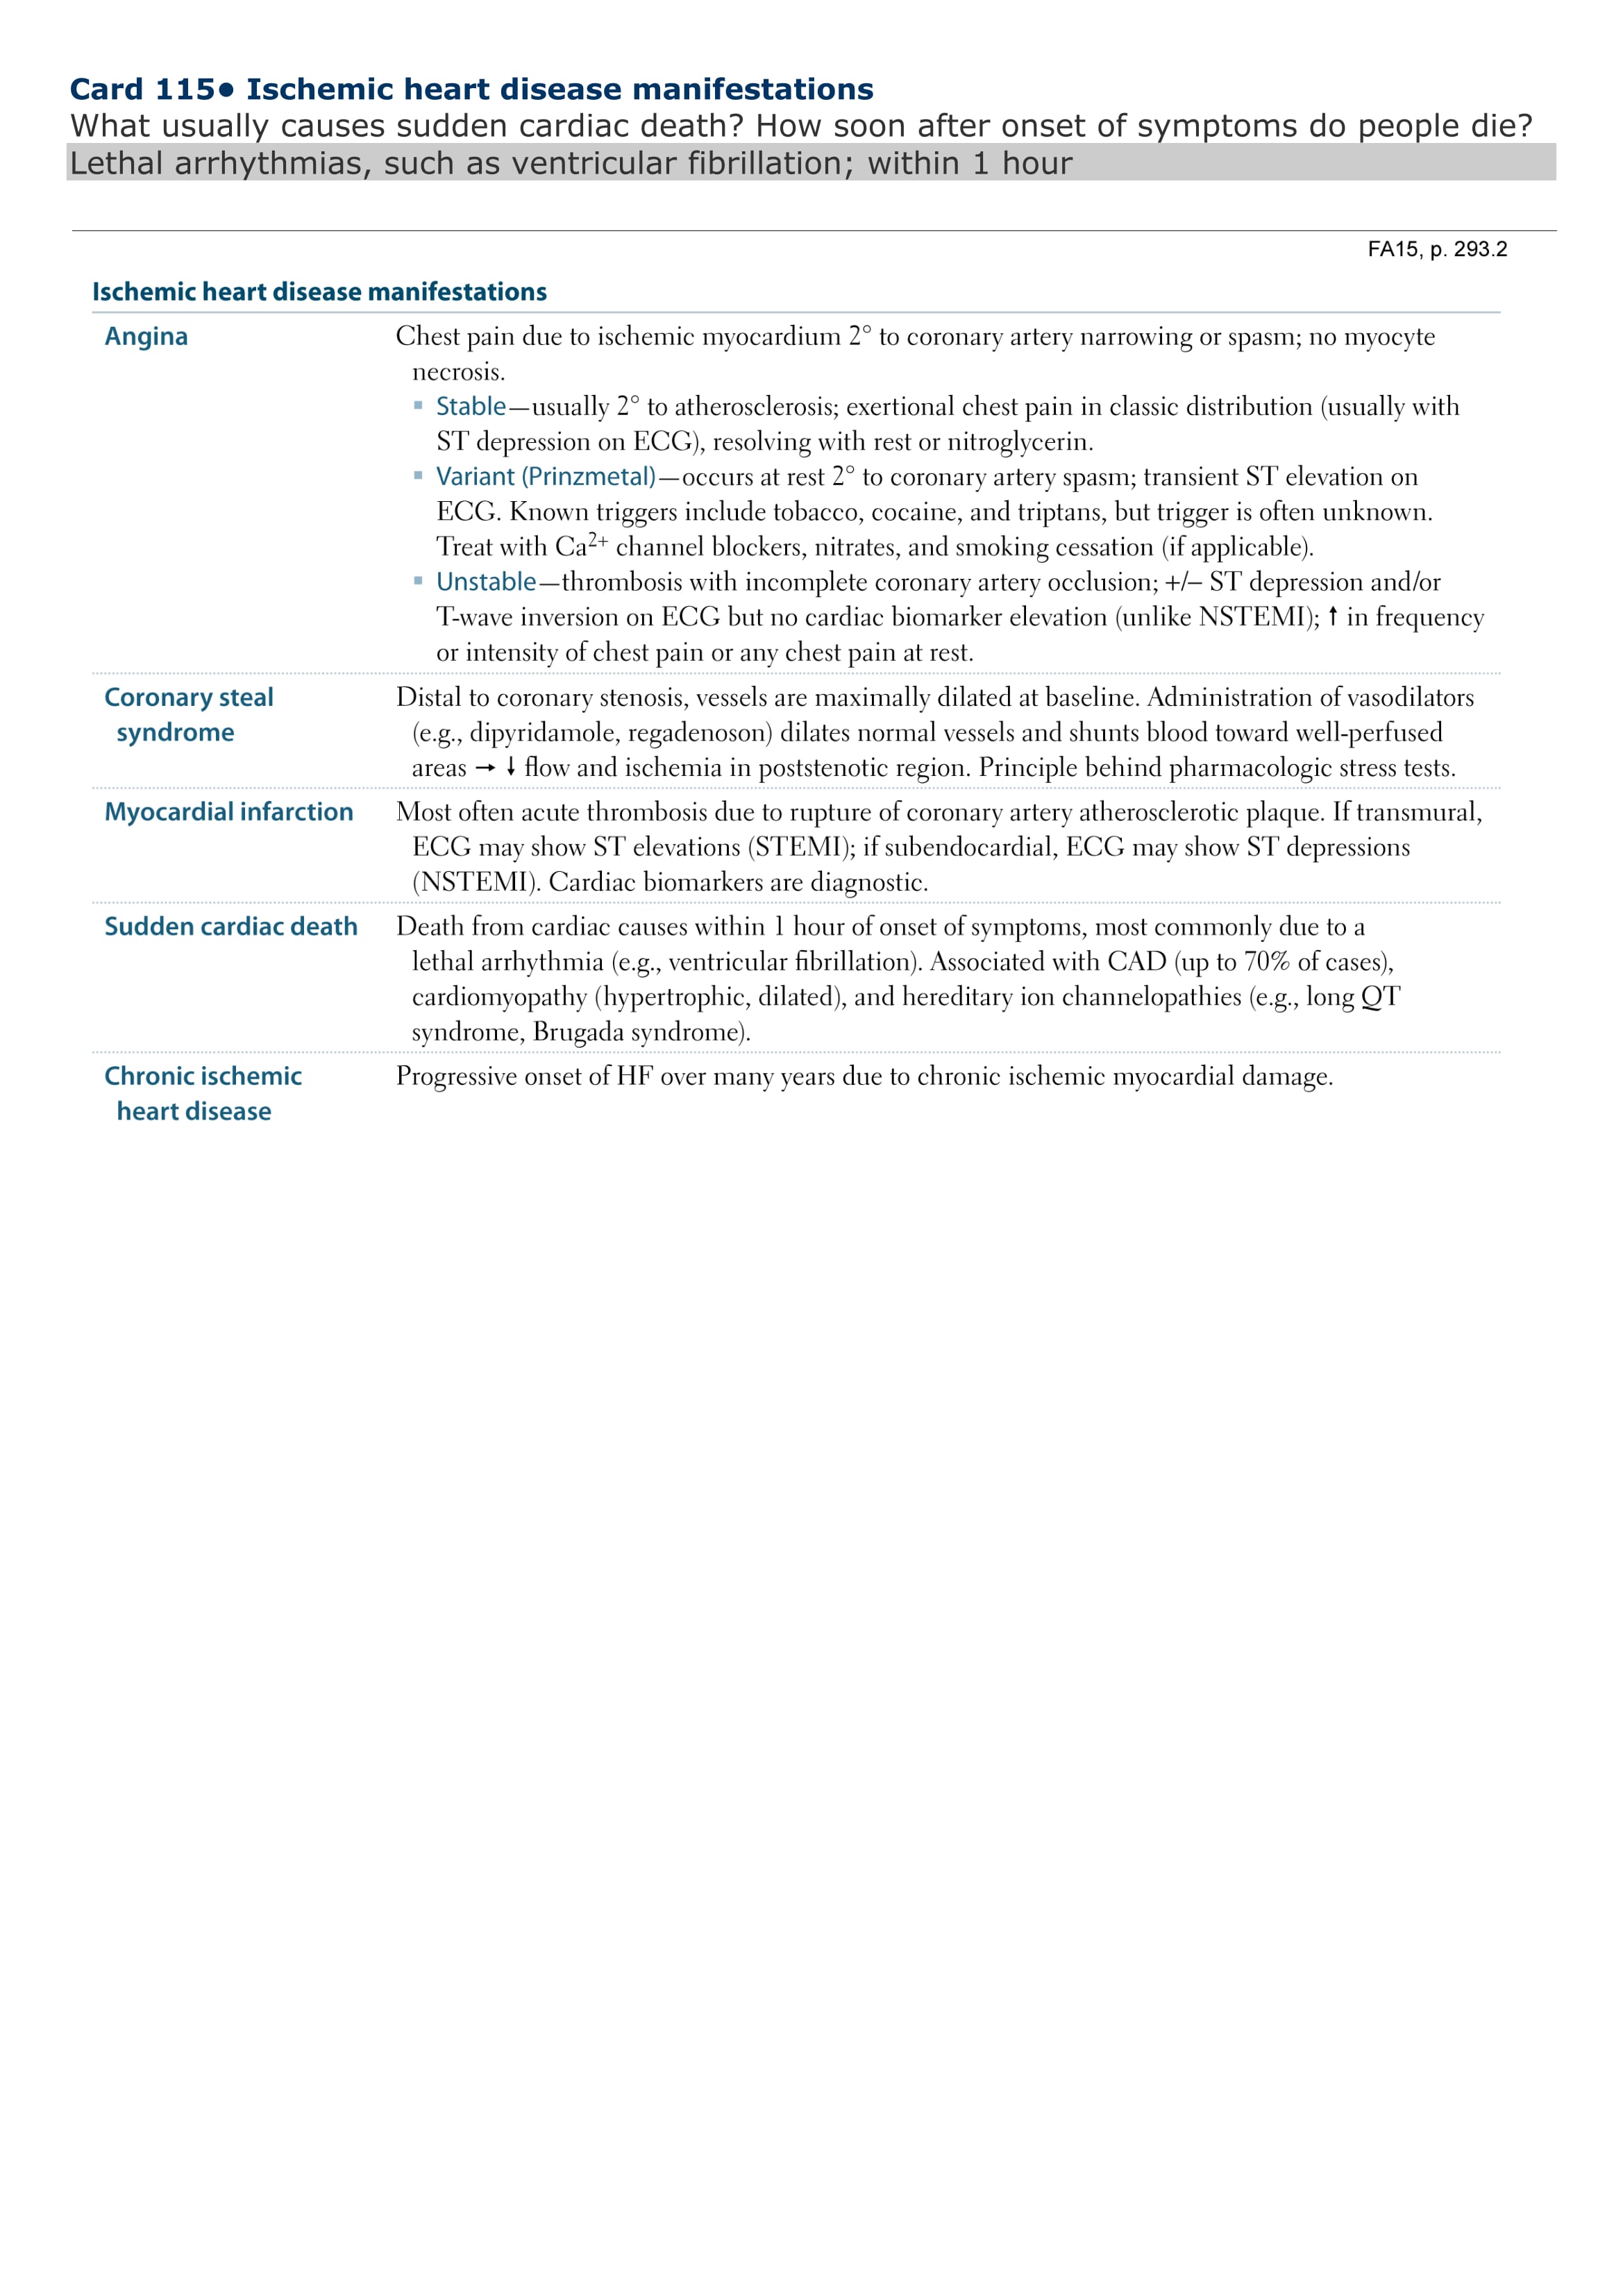 Card 115• Ischemic heart disease manifestations
What usually causes sudden cardiac death? How soon after onset of symptoms do people die?
Lethal arrhythmias, such as ventricular fibrillation; within 1 hour
FA15, p. 293.2
Ischemic heart disease manifestations
Angina
Chest pain due to ischemic myocardium 2° to coronary artery narrowing or spasm; no myocyte
necrosis.
▪ Stable—usually 2° to atherosclerosis; exertional chest pain in classic distribution (usually with
ST depression on ECG), resolving with rest or nitroglycerin.
▪ Variant (Prinzmetal)—occurs at rest 2° to coronary artery spasm; transient ST elevation on
ECG. Known triggers include tobacco, cocaine, and triptans, but trigger is often unknown.
Treat with Ca²⁺ channel blockers, nitrates, and smoking cessation (if applicable).
▪ Unstable—thrombosis with incomplete coronary artery occlusion; +/– ST depression and/or
T-wave inversion on ECG but no cardiac biomarker elevation (unlike NSTEMI); ↑ in frequency
or intensity of chest pain or any chest pain at rest.
Coronary steal
syndrome
Distal to coronary stenosis, vessels are maximally dilated at baseline. Administration of vasodilators
(e.g., dipyridamole, regadenoson) dilates normal vessels and shunts blood toward well-perfused
areas → ↓ flow and ischemia in poststenotic region. Principle behind pharmacologic stress tests.
Myocardial infarction
Most often acute thrombosis due to rupture of coronary artery atherosclerotic plaque. If transmural,
ECG may show ST elevations (STEMI); if subendocardial, ECG may show ST depressions
(NSTEMI). Cardiac biomarkers are diagnostic.
Sudden cardiac death
Death from cardiac causes within 1 hour of onset of symptoms, most commonly due to a
lethal arrhythmia (e.g., ventricular fibrillation). Associated with CAD (up to 70% of cases),
cardiomyopathy (hypertrophic, dilated), and hereditary ion channelopathies (e.g., long QT
syndrome, Brugada syndrome).
Chronic ischemic
heart disease
Progressive onset of HF over many years due to chronic ischemic myocardial damage.